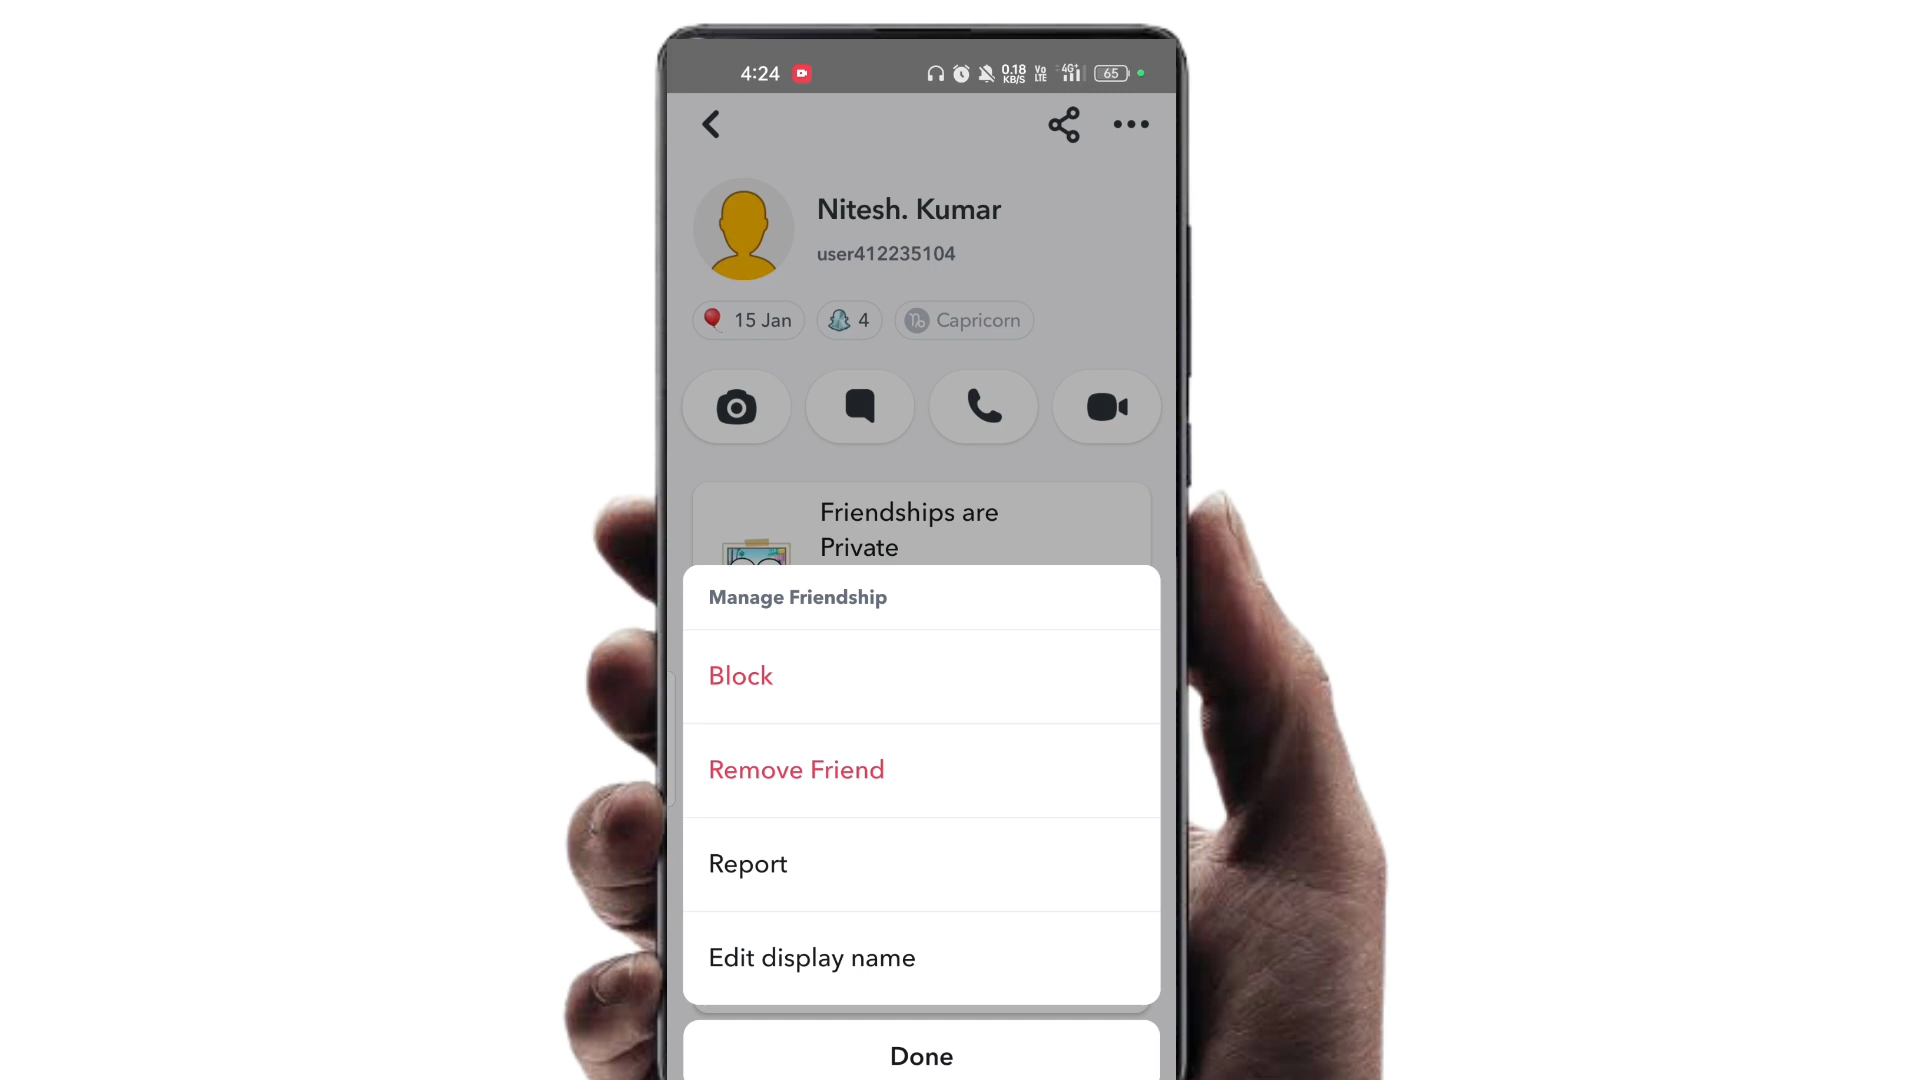 4:24 0.18 KB/S Vo LTE 4G+ 65
Nitesh. Kumar
user412235104
15 Jan 4 Capricorn
Friendships are
Private
Manage Friendship
Block
Remove Friend
Report
Edit display name
Done